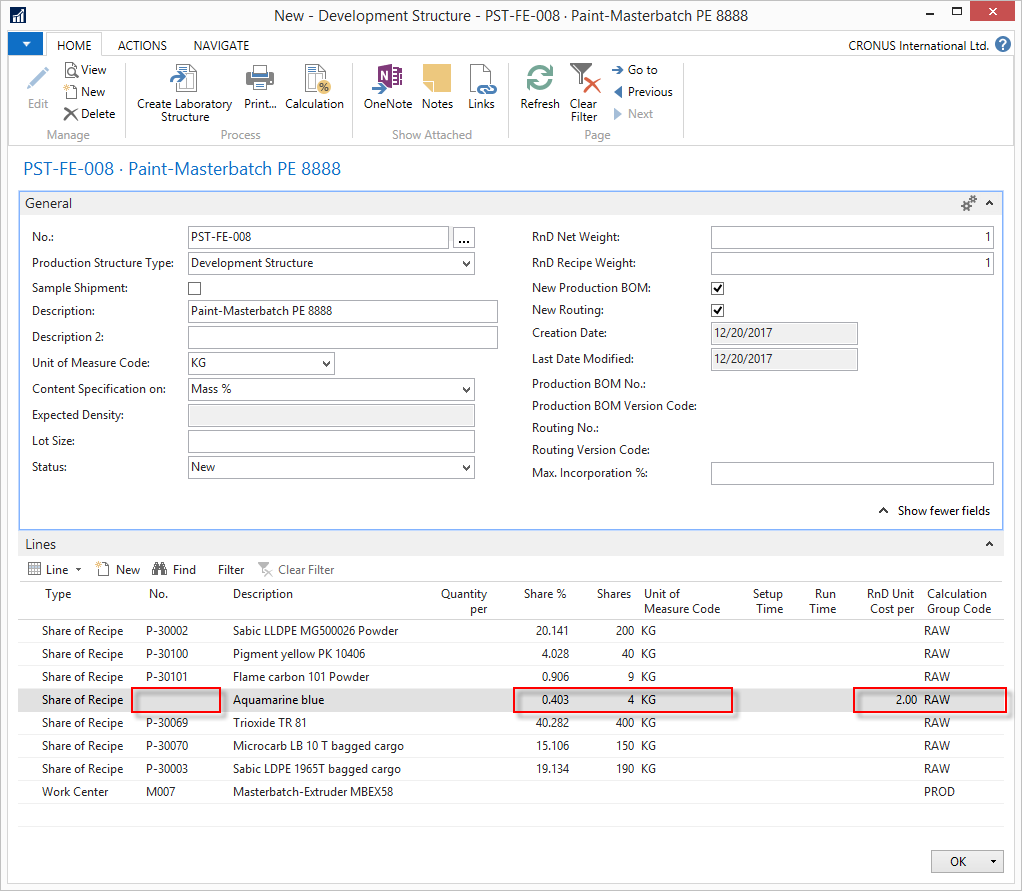 New - Development Structure - PST-FE-008 · Paint-Masterbatch PE 8888
HOME ACTIONS NAVIGATE CRONUS International Ltd. ?
Edit
View
New
Delete
Manage
Create Laboratory Structure
Print...
Calculation
Process
OneNote
Notes
Links
Show Attached
Refresh
Clear Filter
Go to
Previous
Next
Page
PST-FE-008 · Paint-Masterbatch PE 8888
General
No.: PST-FE-008 ...
Production Structure Type: Development Structure
Sample Shipment:
Description: Paint-Masterbatch PE 8888
Description 2:
Unit of Measure Code: KG
Content Specification on: Mass %
Expected Density:
Lot Size:
Status: New
RnD Net Weight: 1
RnD Recipe Weight: 1
New Production BOM:
New Routing:
Creation Date: 12/20/2017
Last Date Modified: 12/20/2017
Production BOM No.:
Production BOM Version Code:
Routing No.:
Routing Version Code:
Max. Incorporation %:
Show fewer fields
Lines
Line New Find Filter Clear Filter
Type No. Description Quantity per Share % Shares Unit of Measure Code Setup Time Run Time RnD Unit Cost per Calculation Group Code
Share of Recipe P-30002 Sabic LLDPE MG500026 Powder 20.141 200 KG RAW
Share of Recipe P-30100 Pigment yellow PK 10406 4.028 40 KG RAW
Share of Recipe P-30101 Flame carbon 101 Powder 0.906 9 KG RAW
Share of Recipe Aquamarine blue 0.403 4 KG 2.00 RAW
Share of Recipe P-30069 Trioxide TR 81 40.282 400 KG RAW
Share of Recipe P-30070 Microcarb LB 10 T bagged cargo 15.106 150 KG RAW
Share of Recipe P-30003 Sabic LDPE 1965T bagged cargo 19.134 190 KG RAW
Work Center M007 Masterbatch-Extruder MBEX58 PROD
OK